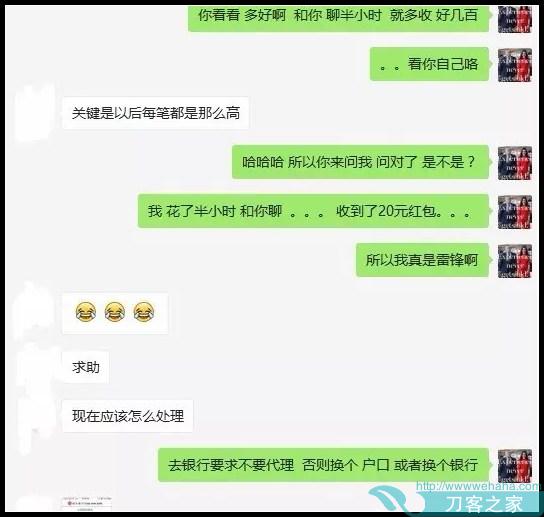 你看看 多好啊 和你 聊半小时 就多收 好几百
。。看你自己咯
关键是以后每笔都是那么高
哈哈哈 所以你来问我 问对了 是不是？
我 花了半小时 和你聊 。。。 收到了20元红包。。。
所以我真是雷锋啊
求助
现在应该怎么处理
去银行要求不要代理 否则换个 户口 或者换个银行
http://www.wehaha.com
刀客之家